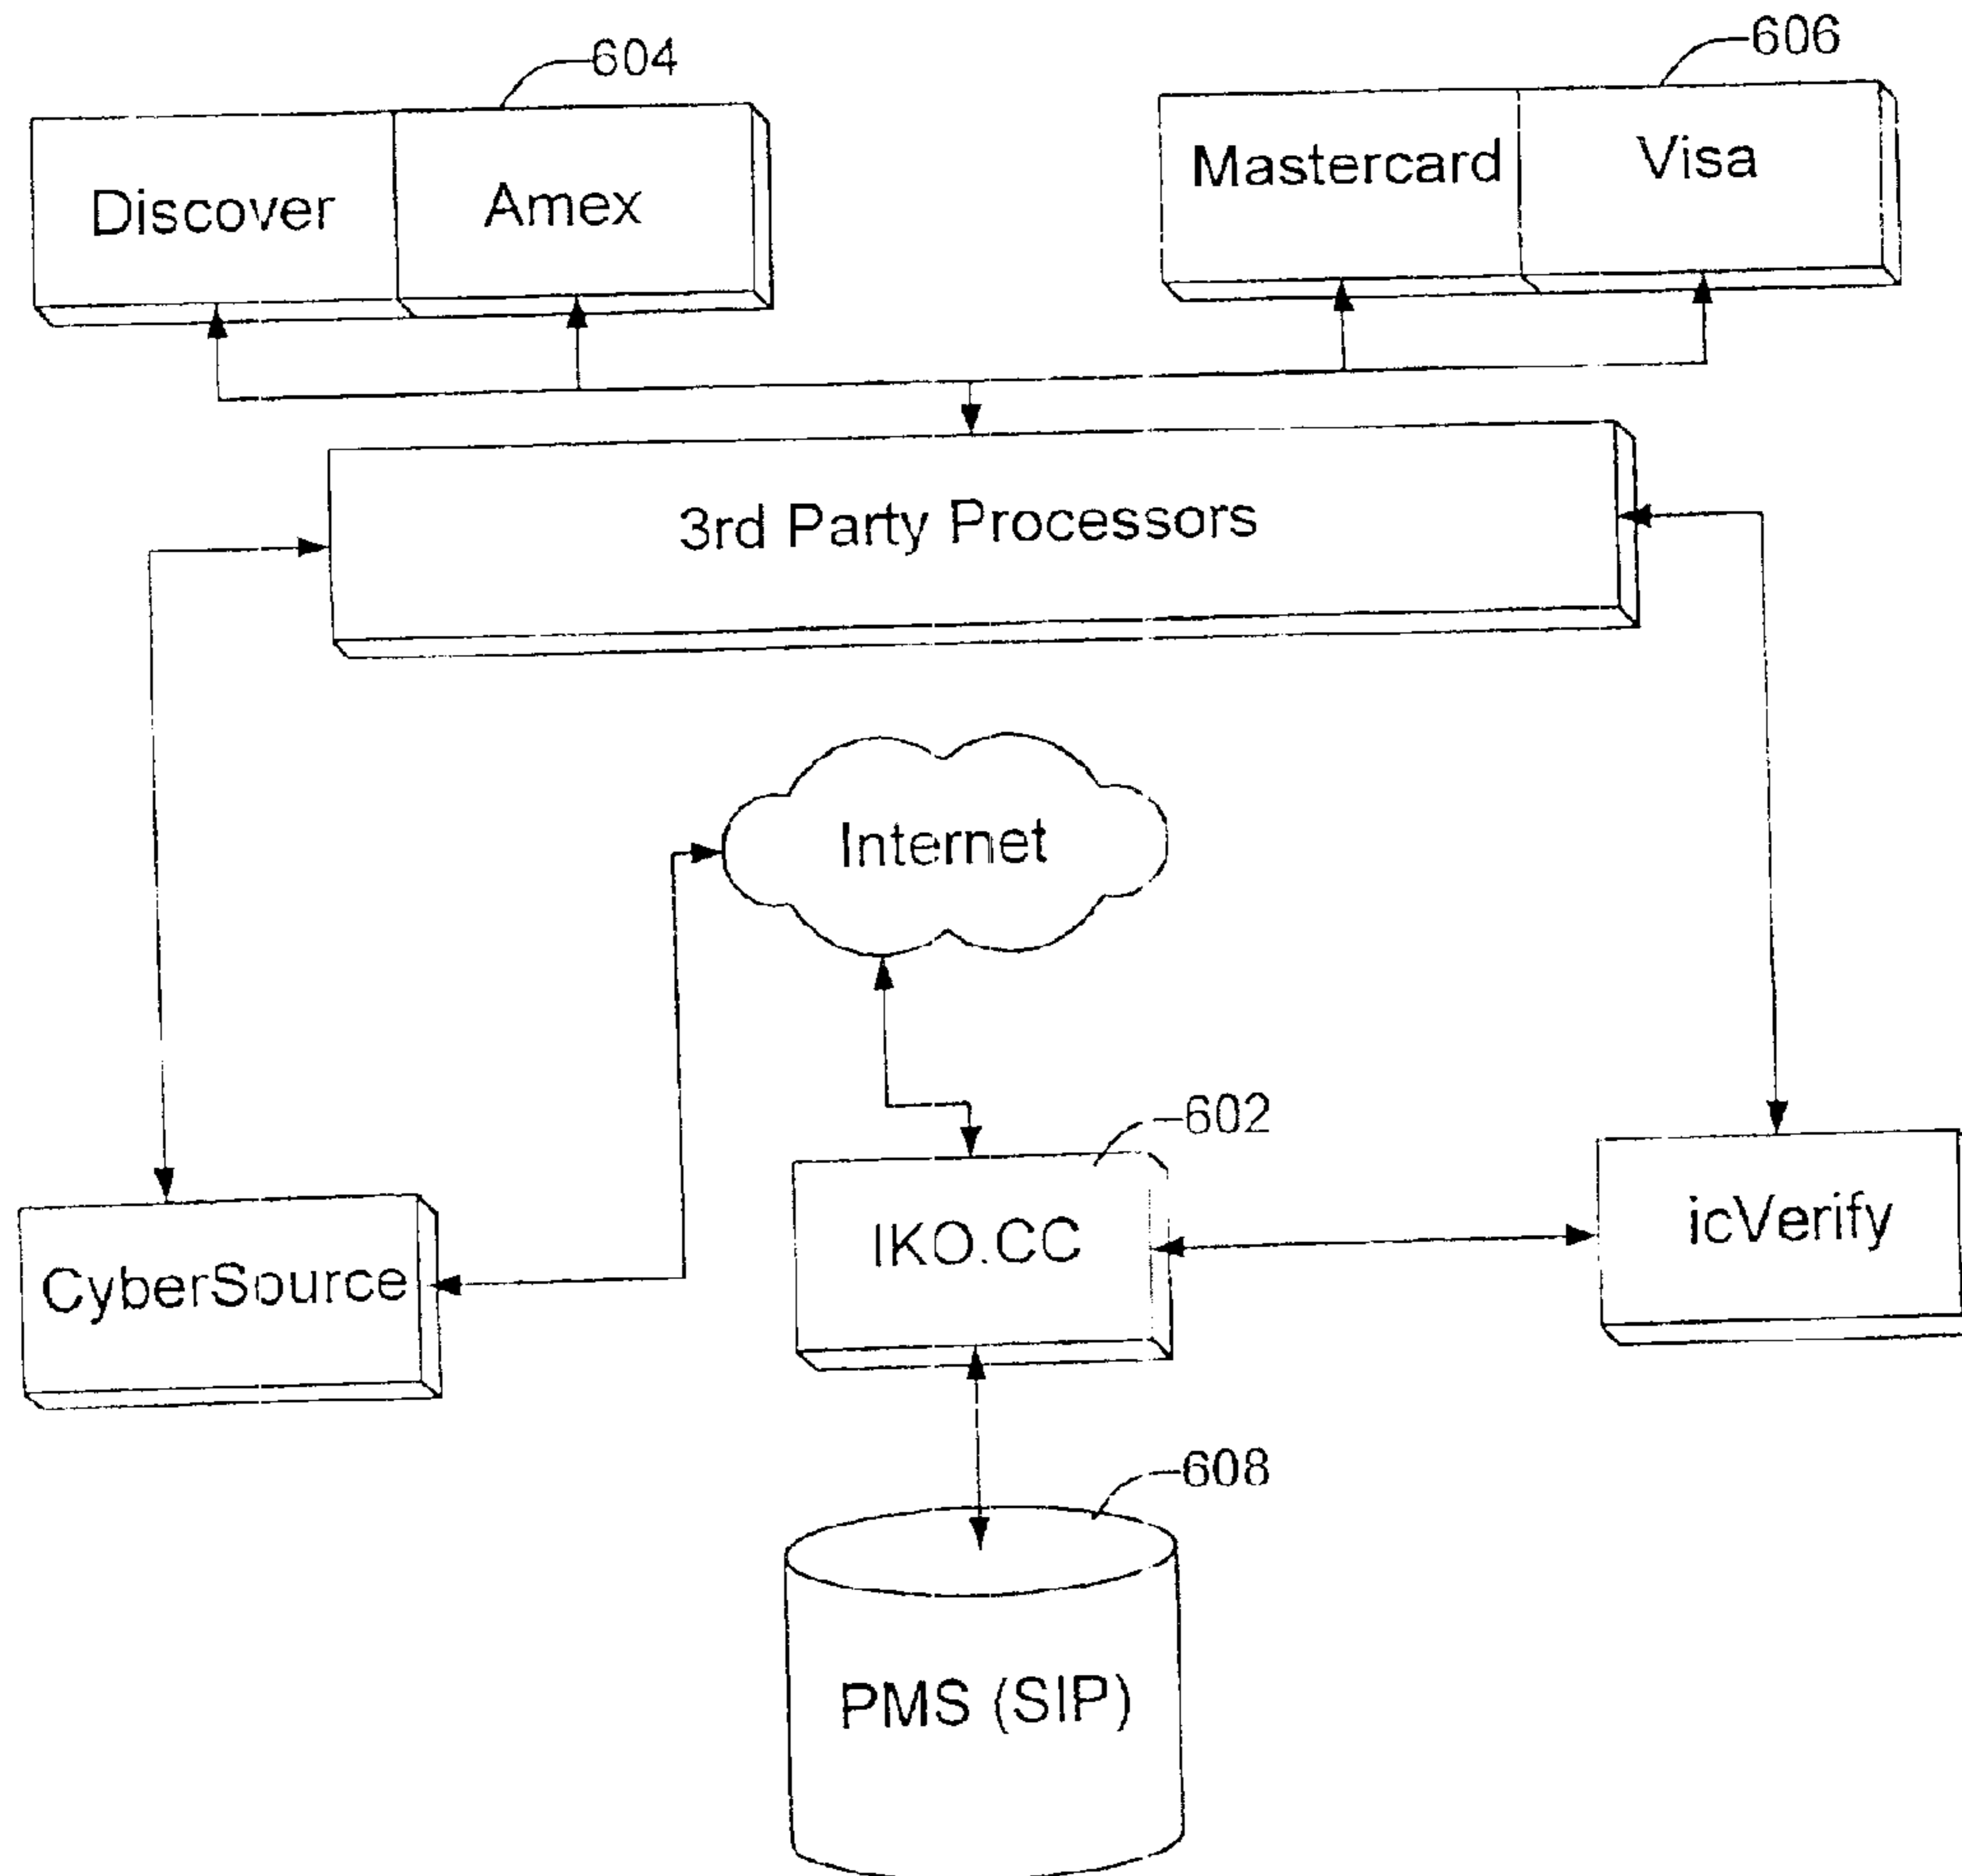 604
606
Discover
Amex
Mastercard
Visa
3rd Party Processors
Internet
602
IKO.CC
icVerify
CyberSource
608
PMS (SIP)